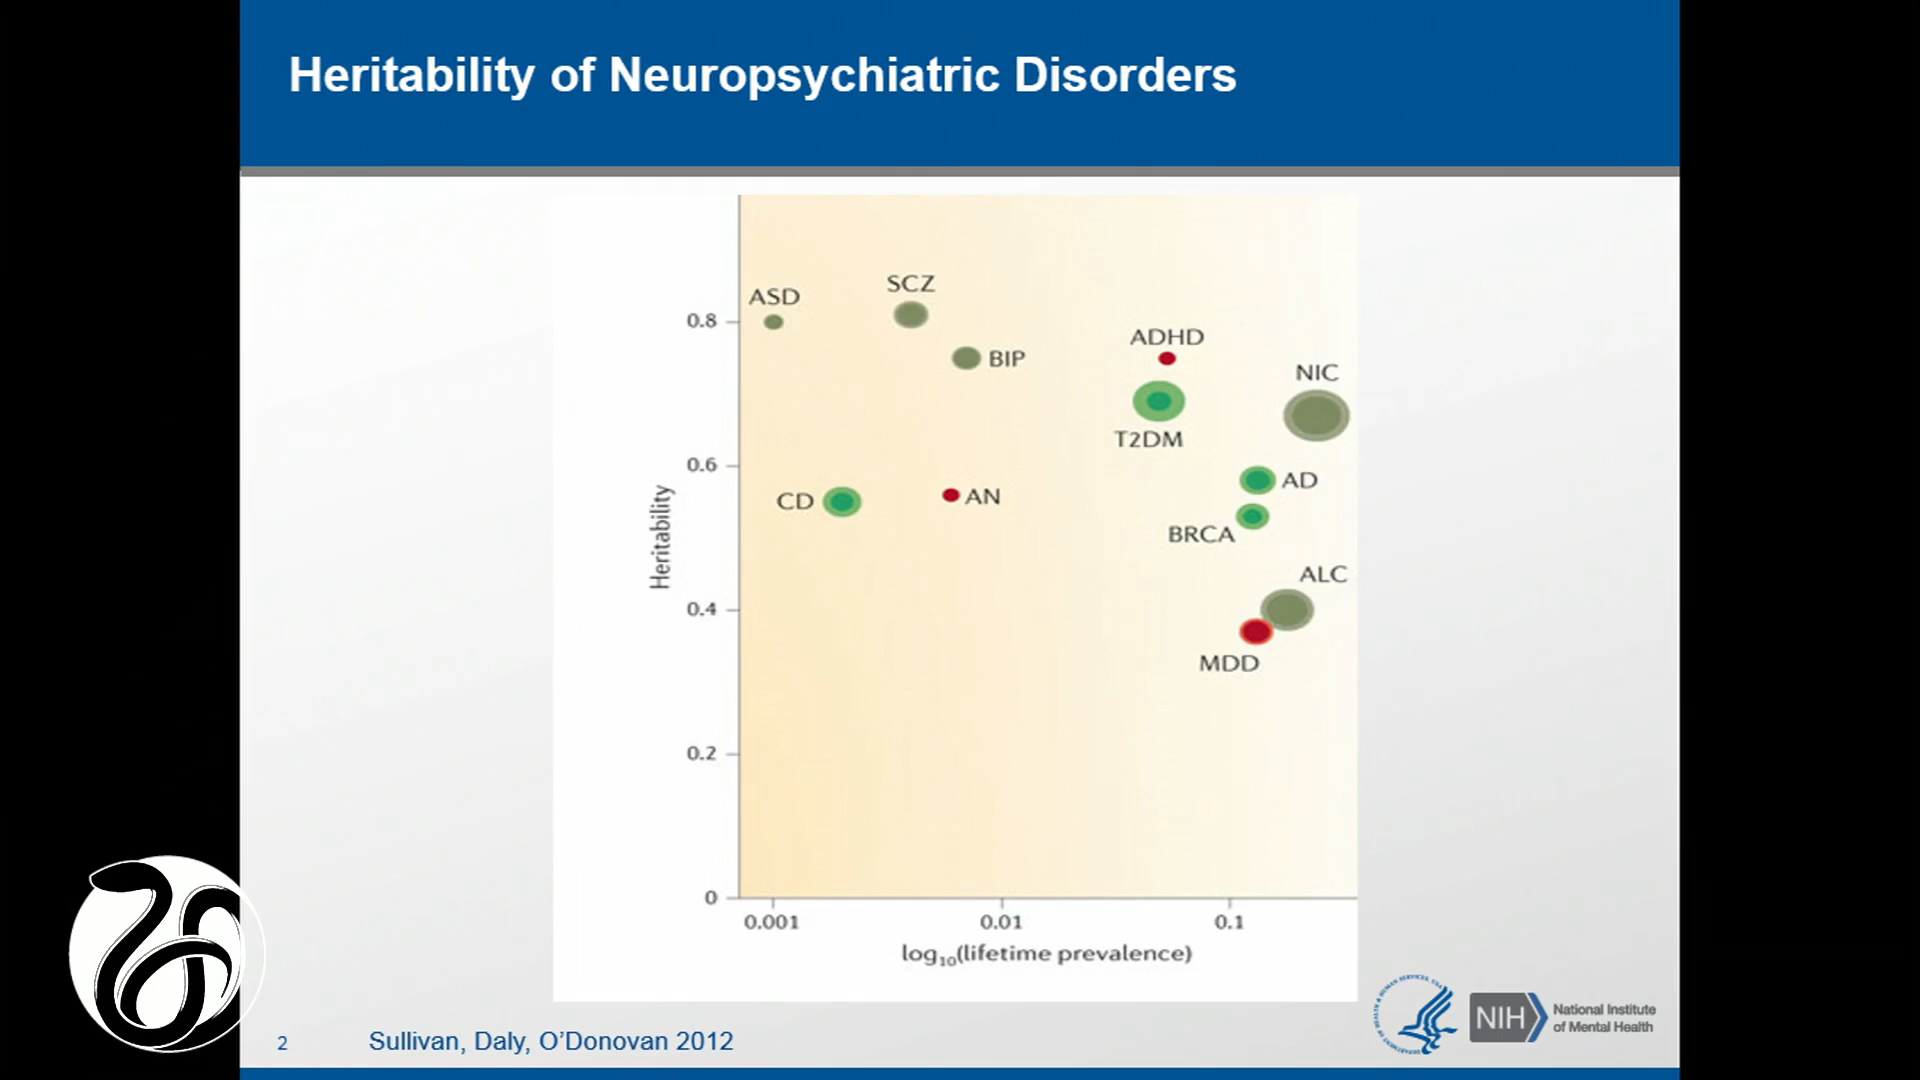 Heritability of Neuropsychiatric Disorders
ASD
SCZ
0.8
ADHD
BIP
NIC
T2DM
0.6
AD
CD
AN
BRCA
Heritability
ALC
0.4
MDD
0.2
0
0.001
0.01
0.1
log10(lifetime prevalence)
NIH
National Institute
of Mental Health
2
Sullivan, Daly, O’Donovan 2012